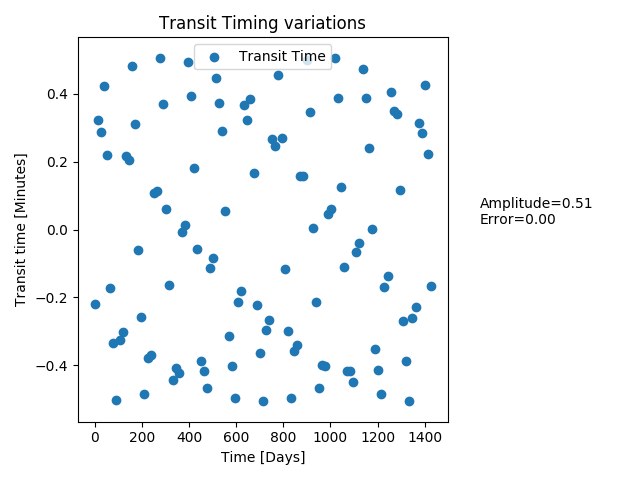 Transit Timing variations
Transit Time
0.4
0.2
0.0
−0.2
−0.4
Transit time [Minutes]
0 200 400 600 800 1000 1200 1400
Time [Days]
Amplitude=0.51
Error=0.00